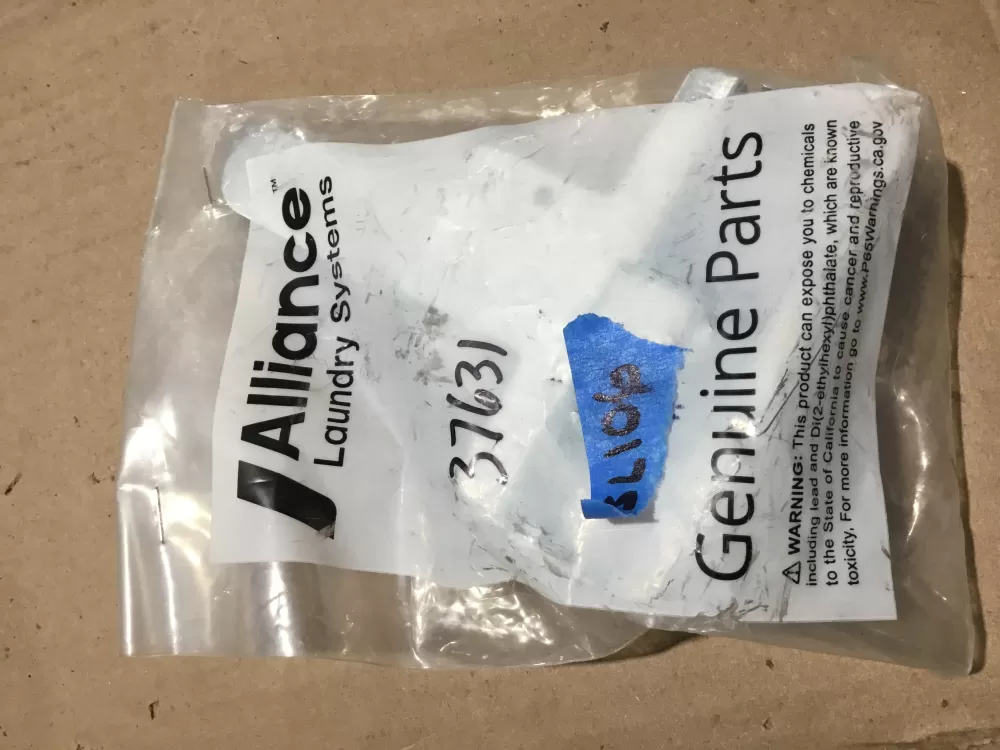 Alliance™
Laundry Systems
37631
Genuine Parts
⚠ WARNING: This product can expose you to chemicals
including lead and Di(2-ethylhexyl)phthalate, which are known
to the State of California to cause cancer and reproductive
toxicity, For more information go to www.P65Warnings.ca.gov